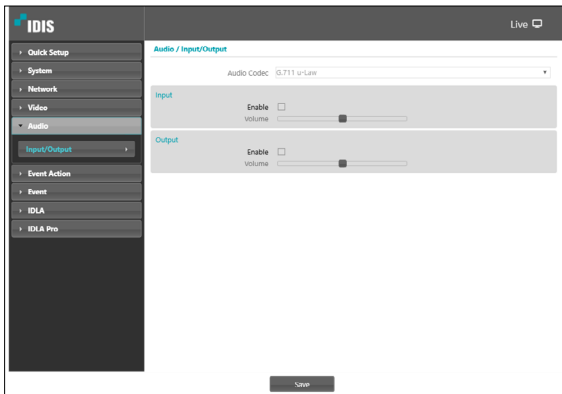 IDIS
Live
Quick Setup
System
Network
Video
Audio
Input/Output
Event Action
Event
IDLA
IDLA Pro
Audio / Input/Output
Audio Codec G.711 u-Law
Input
Enable
Volume
Output
Enable
Volume
Save